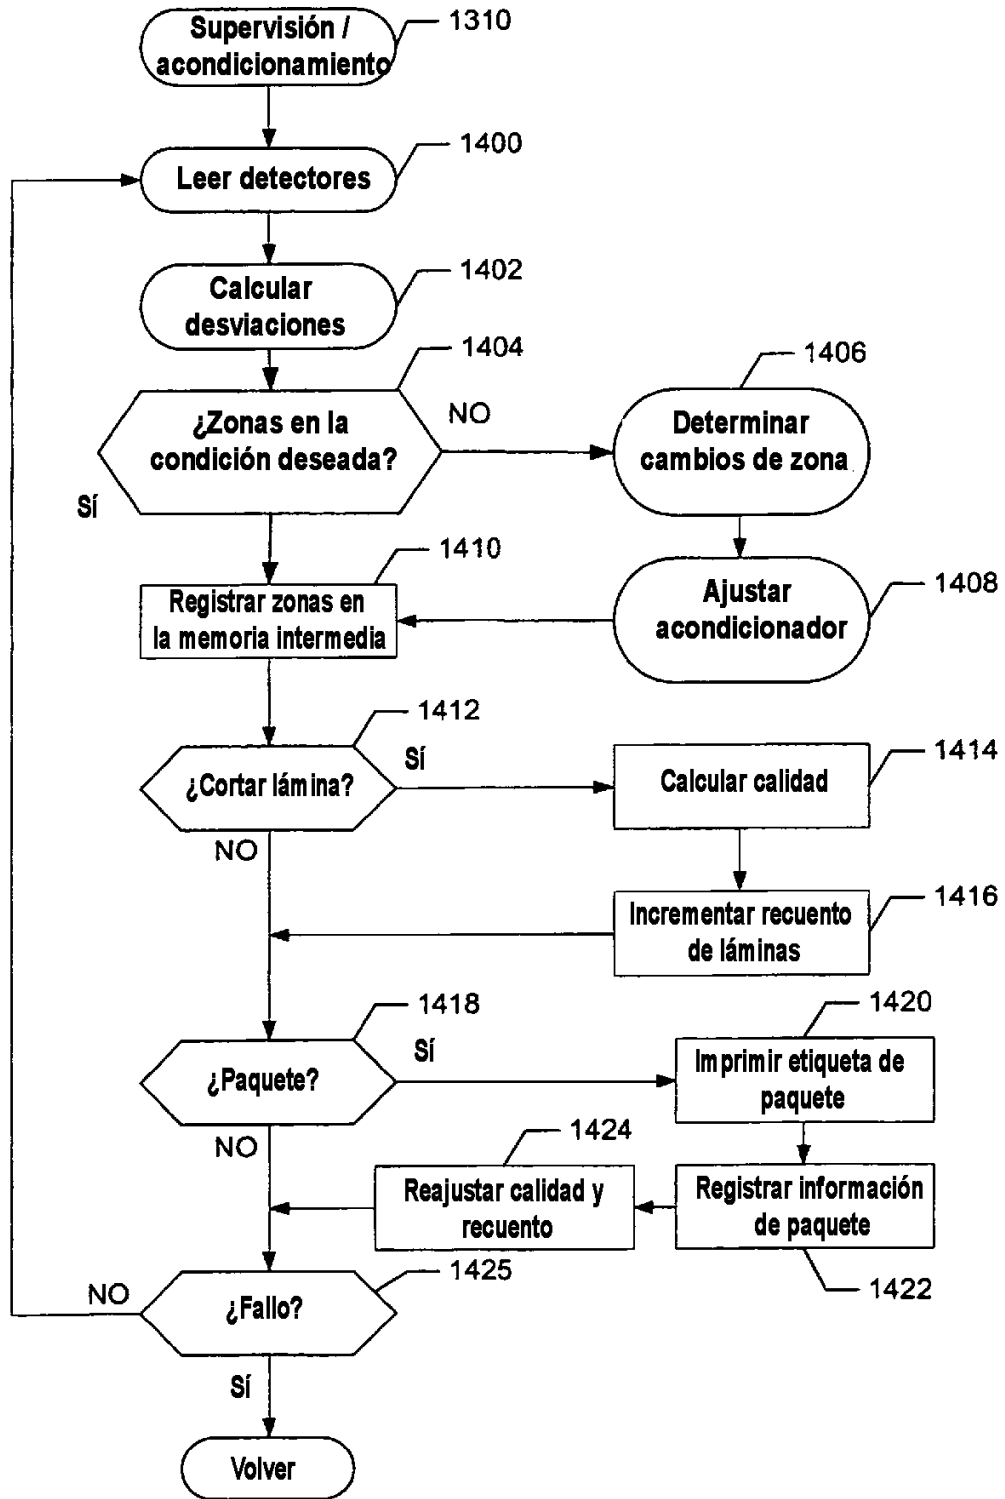 Supervisión /
acondicionamiento
1310
1400
Leer detectores
1402
Calcular
desviaciones
1404
1406
¿Zonas en la
condición deseada?
NO
Determinar
cambios de zona
Sí
1410
1408
Registrar zonas en
la memoria intermedia
Ajustar
acondicionador
1412
Sí
1414
¿Cortar lámina?
Calcular calidad
NO
1416
Incrementar recuento
de láminas
1418
1420
Sí
¿Paquete?
Imprimir etiqueta de
paquete
NO
1424
Reajustar calidad y
recuento
Registrar información
de paquete
1425
1422
NO
¿Fallo?
Sí
Volver